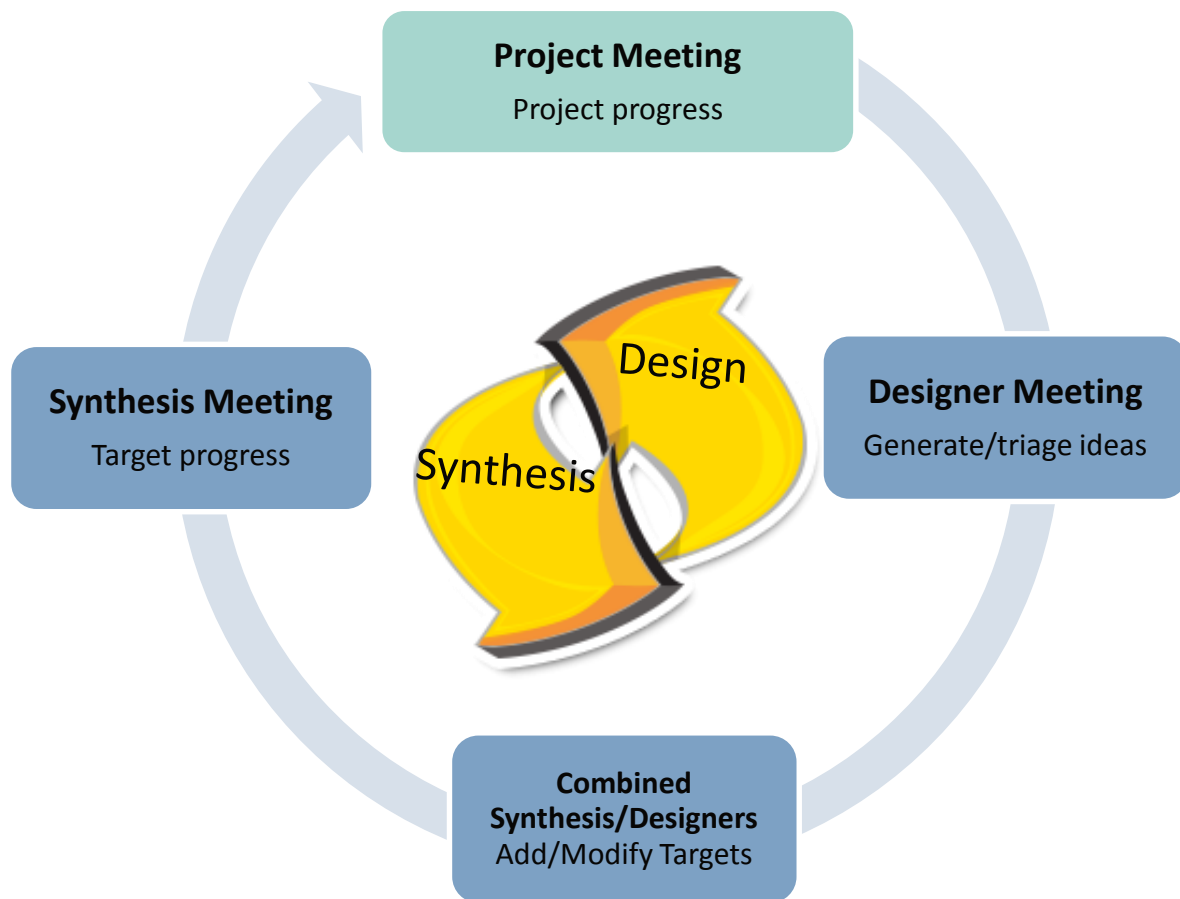 Project Meeting
Project progress
Design
Designer Meeting
Generate/triage ideas
Synthesis Meeting
Target progress
Synthesis
Combined
Synthesis/Designers
Add/Modify Targets